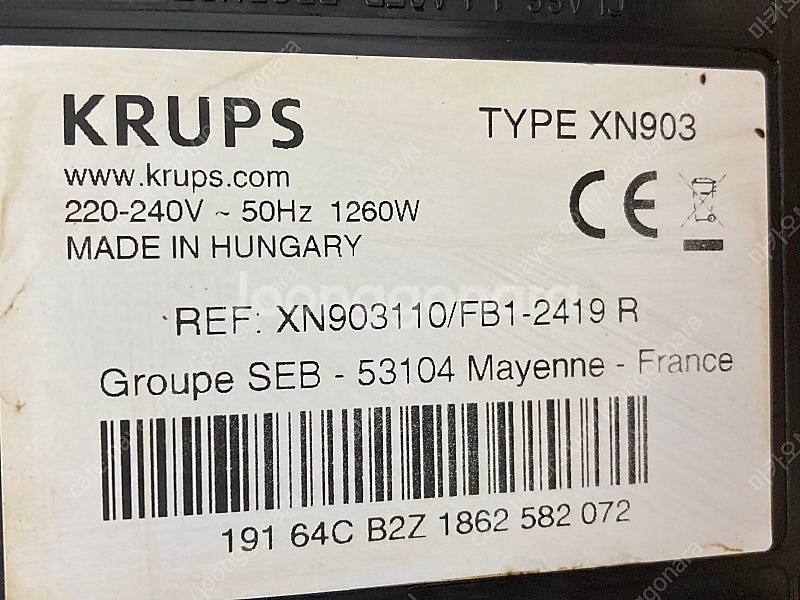 KRUPS
TYPE XN903
www.krups.com
220-240V ~ 50Hz 1260W
MADE IN HUNGARY
CE
REF: XN903110/FB1-2419 R
Groupe SEB - 53104 Mayenne - France
191 64C B2Z 1862 582 072
joonggonara